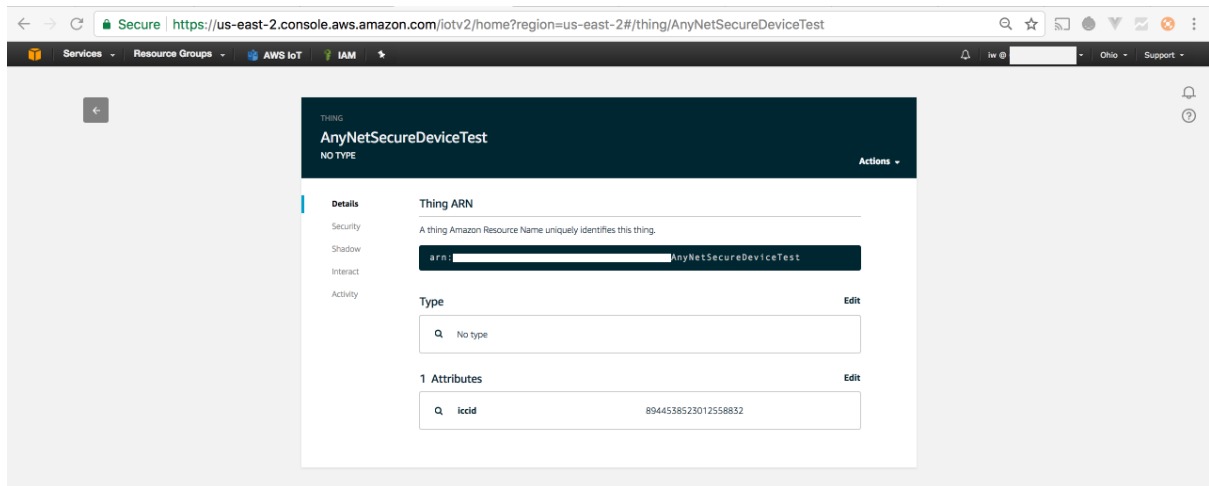 Secure https://us-east-2.console.aws.amazon.com/iotv2/home?region=us-east-2#/thing/AnyNetSecureDeviceTest
Services Resource Groups AWS IoT IAM iw @ Ohio Support
THING
AnyNetSecureDeviceTest
NO TYPE
Actions
Details
Security
Shadow
Interact
Activity
Thing ARN
A thing Amazon Resource Name uniquely identifies this thing.
arn: AnyNetSecureDeviceTest
Type Edit
No type
1 Attributes Edit
iccid 8944538523012558832